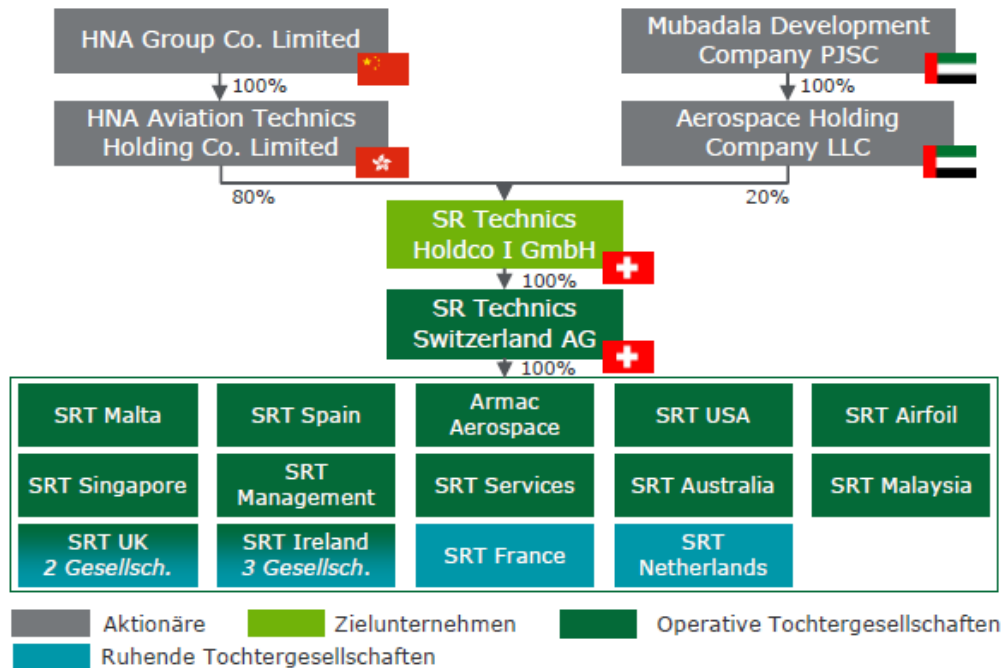 HNA Group Co. Limited
Mubadala Development
Company PJSC
100%
100%
HNA Aviation Technics
Holding Co. Limited
Aerospace Holding
Company LLC
80%
20%
SR Technics
Holdco I GmbH
100%
SR Technics
Switzerland AG
100%
SRT Malta
SRT Spain
Armac
Aerospace
SRT USA
SRT Airfoil
SRT Singapore
SRT
Management
SRT Services
SRT Australia
SRT Malaysia
SRT UK
2 Gesellsch.
SRT Ireland
3 Gesellsch.
SRT France
SRT
Netherlands
Aktionäre
Zielunternehmen
Operative Tochtergesellschaften
Ruhende Tochtergesellschaften